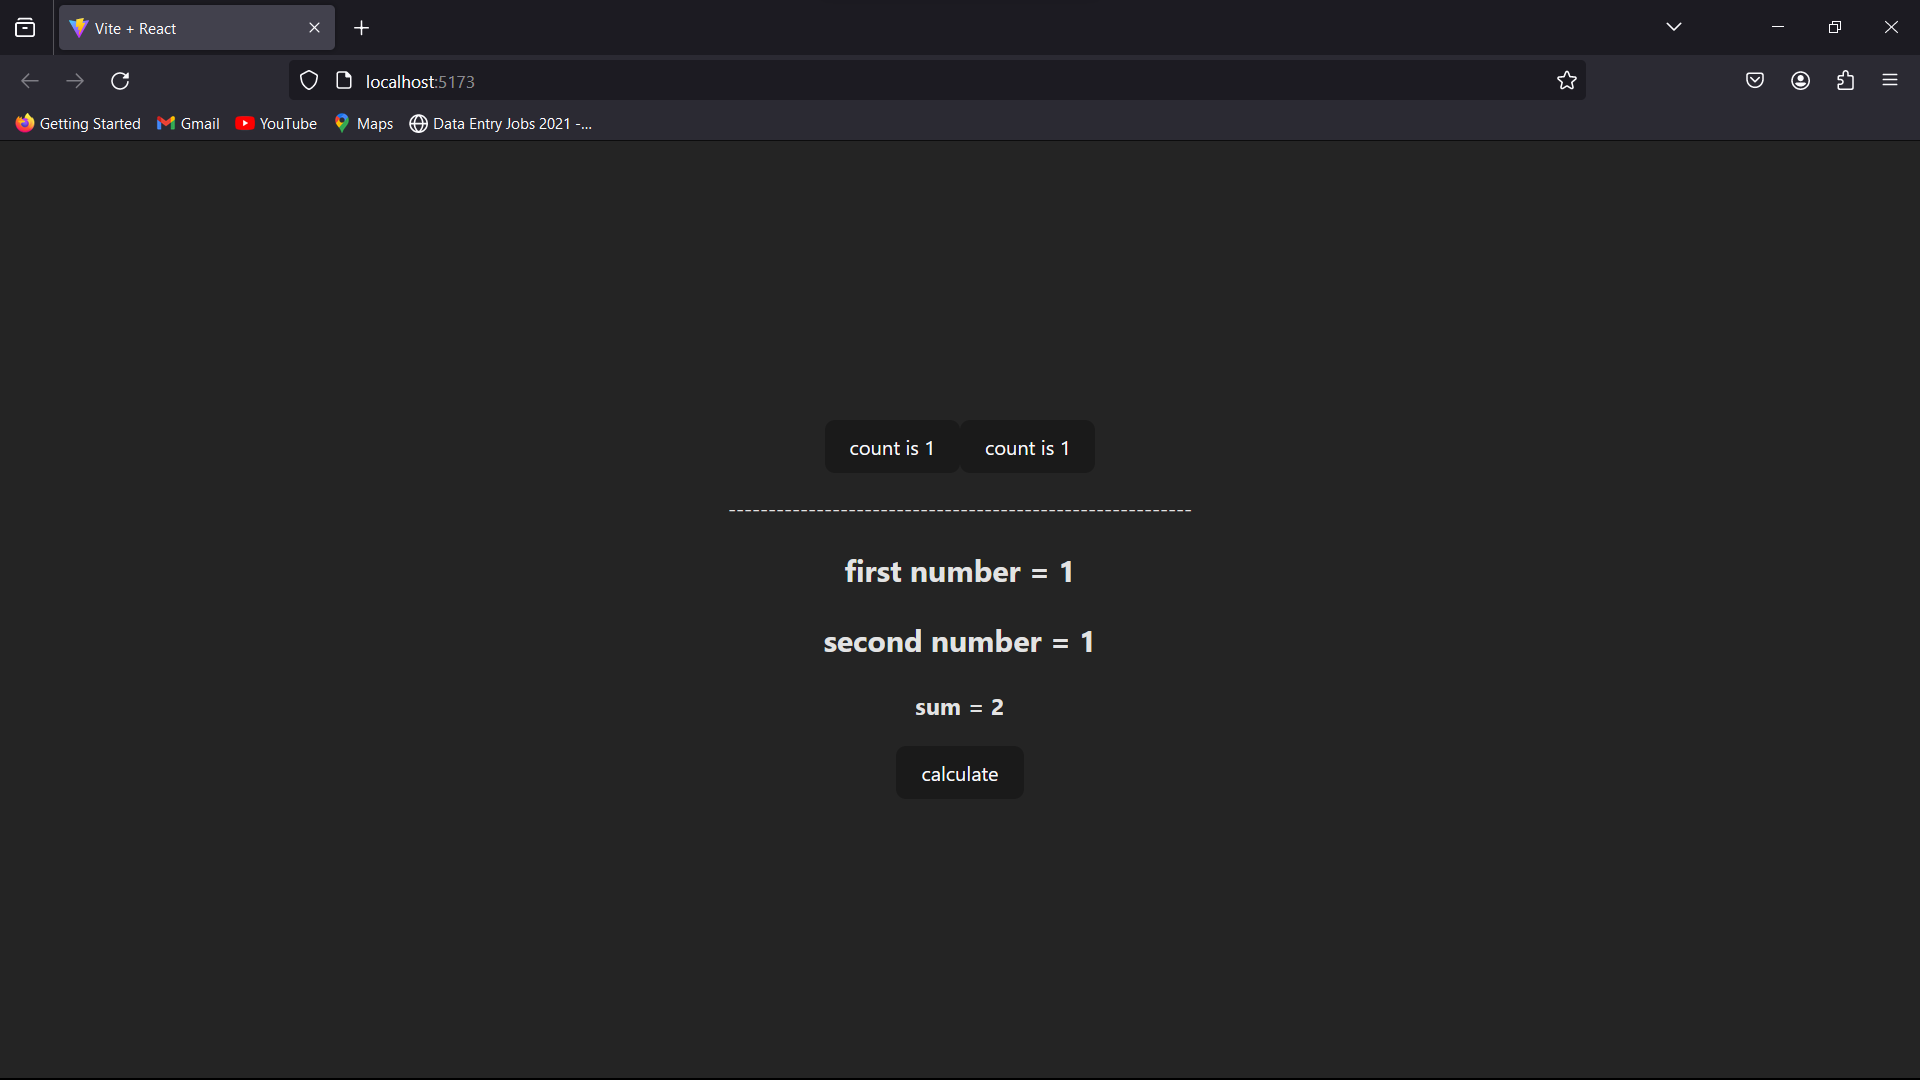 Vite + React
localhost:5173
Getting Started Gmail YouTube Maps Data Entry Jobs 2021 -...
count is 1 count is 1
----------------------------------------------------------
first number = 1
second number = 1
sum = 2
calculate